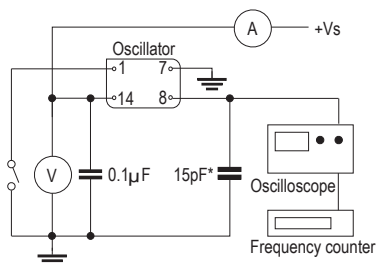 A
+Vs
Oscillator
1
7
14
8
V
0.1µF
15pF*
Oscilloscope
Frequency counter